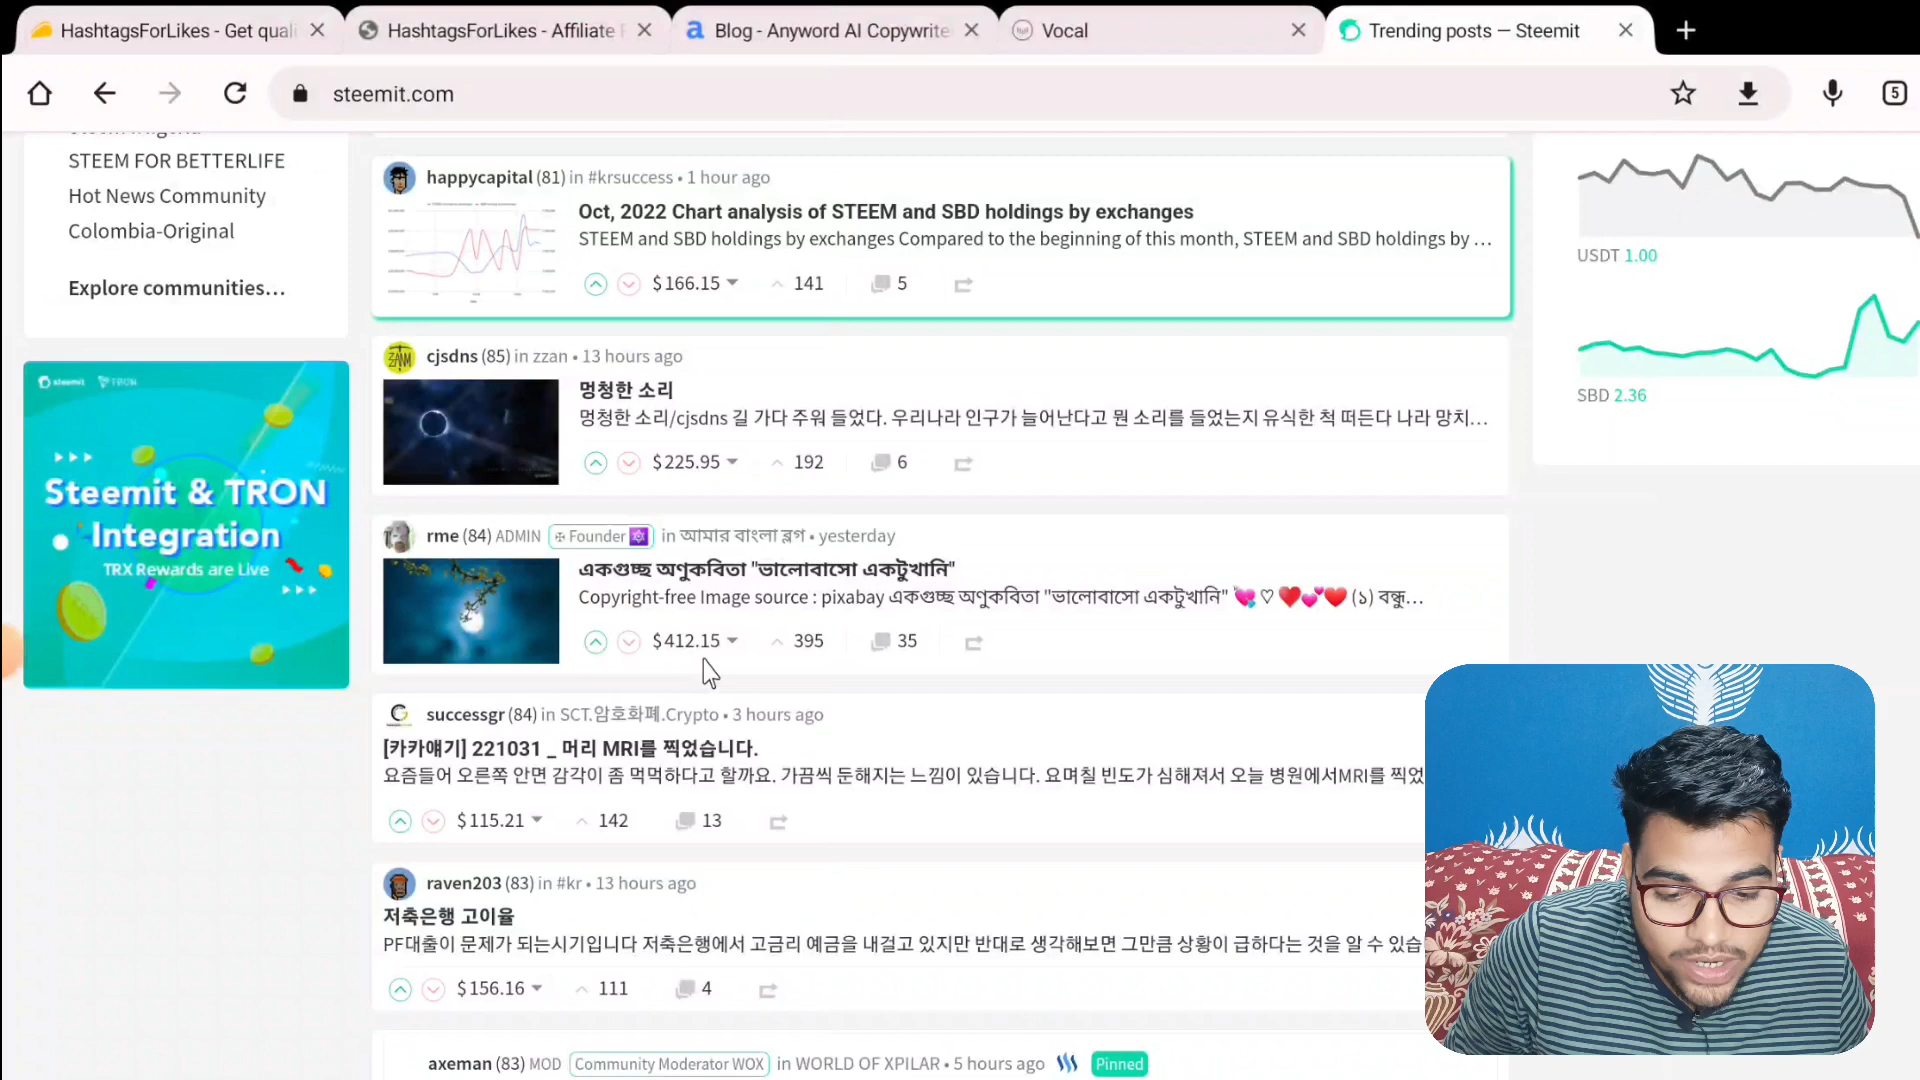 HashtagsForLikes - Get quali
HashtagsForLikes - Affiliate P
Blog - Anyword AI Copywrite
Vocal
Trending posts — Steemit
steemit.com
5
STEEM FOR BETTERLIFE
Hot News Community
Colombia-Original
Explore communities...
steemit TRON
Steemit & TRON
Integration
TRX Rewards are Live
happycapital (81) in #krsuccess • 1 hour ago
Oct, 2022 Chart analysis of STEEM and SBD holdings by exchanges
STEEM and SBD holdings by exchanges Compared to the beginning of this month, STEEM and SBD holdings by ...
$166.15 141 5
cjsdns (85) in zzan • 13 hours ago
멍청한 소리
멍청한 소리/cjsdns 길 가다 주워 들었다. 우리나라 인구가 늘어난다고 뭔 소리를 들었는지 유식한 척 떠든다 나라 망치...
$225.95 192 6
rme (84) ADMIN Founder in আমার বাংলা ব্লগ • yesterday
একগুচ্ছ অণুকবিতা "ভালোবাসো একটুখানি"
Copyright-free Image source : pixabay একগুচ্ছ অণুকবিতা "ভালোবাসো একটুখানি" 💘 ♡ ❤️💕❤️ (১) বন্ধু...
$412.15 395 35
successgr (84) in SCT.암호화폐.Crypto • 3 hours ago
[카카얘기] 221031 _ 머리 MRI를 찍었습니다.
요즘들어 오른쪽 안면 감각이 좀 먹먹하다고 할까요. 가끔씩 둔해지는 느낌이 있습니다. 요며칠 빈도가 심해져서 오늘 병원에서MRI를 찍었
$115.21 142 13
raven203 (83) in #kr • 13 hours ago
저축은행 고이율
PF대출이 문제가 되는시기입니다 저축은행에서 고금리 예금을 내걸고 있지만 반대로 생각해보면 그만큼 상황이 급하다는 것을 알 수 있습
$156.16 111 4
axeman (83) MOD Community Moderator WOX in WORLD OF XPILAR • 5 hours ago Pinned
USDT 1.00
SBD 2.36